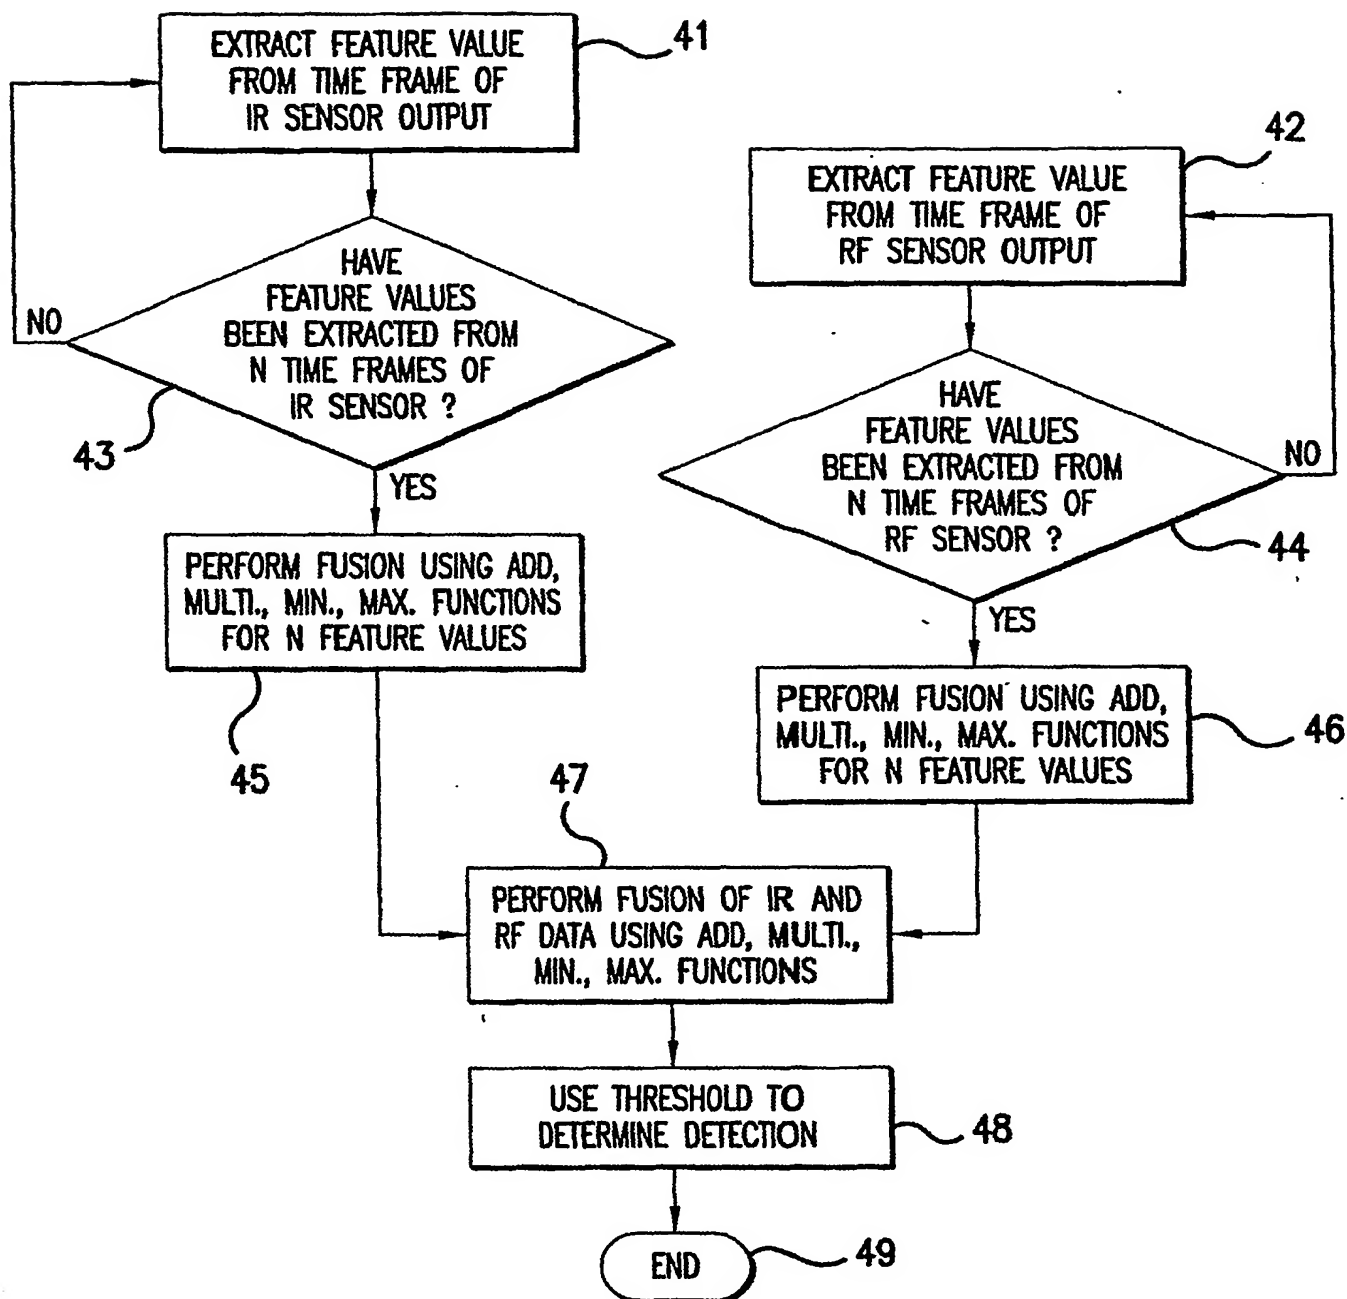 EXTRACT FEATURE VALUE
FROM TIME FRAME OF
IR SENSOR OUTPUT
41
HAVE
FEATURE VALUES
BEEN EXTRACTED FROM
N TIME FRAMES OF
IR SENSOR ?
NO
43
YES
PERFORM FUSION USING ADD,
MULTI., MIN., MAX. FUNCTIONS
FOR N FEATURE VALUES
45
EXTRACT FEATURE VALUE
FROM TIME FRAME OF
RF SENSOR OUTPUT
42
HAVE
FEATURE VALUES
BEEN EXTRACTED FROM
N TIME FRAMES OF
RF SENSOR ?
NO
44
YES
PERFORM FUSION USING ADD,
MULTI., MIN., MAX. FUNCTIONS
FOR N FEATURE VALUES
46
47
PERFORM FUSION OF IR AND
RF DATA USING ADD, MULTI.,
MIN., MAX. FUNCTIONS
USE THRESHOLD TO
DETERMINE DETECTION
48
END
49